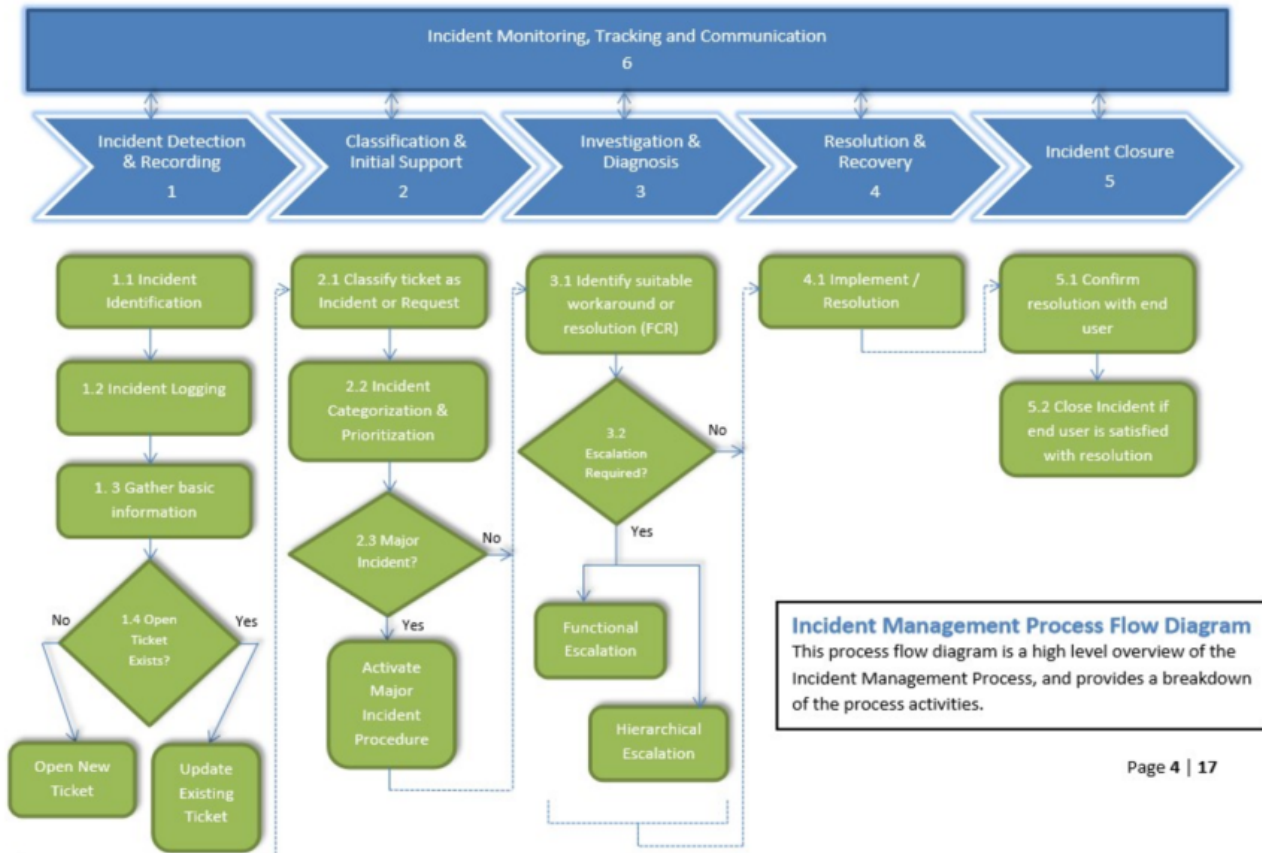 Incident Monitoring, Tracking and Communication
6
Incident Detection
& Recording
1
Classification &
Initial Support
2
Investigation &
Diagnosis
3
Resolution &
Recovery
4
Incident Closure
5
1.1 Incident
Identification
1.2 Incident Logging
1. 3 Gather basic
information
1.4 Open
Ticket
Exists?
No
Yes
Open New
Ticket
Update
Existing
Ticket
2.1 Classify ticket as
Incident or Request
2.2 Incident
Categorization &
Prioritization
2.3 Major
Incident?
No
Yes
Activate
Major
Incident
Procedure
3.1 Identify suitable
workaround or
resolution (FCR)
3.2
Escalation
Required?
No
Yes
Functional
Escalation
Hierarchical
Escalation
4.1 Implement /
Resolution
5.1 Confirm
resolution with end
user
5.2 Close Incident if
end user is satisfied
with resolution
Incident Management Process Flow Diagram
This process flow diagram is a high level overview of the
Incident Management Process, and provides a breakdown
of the process activities.
Page 4 | 17